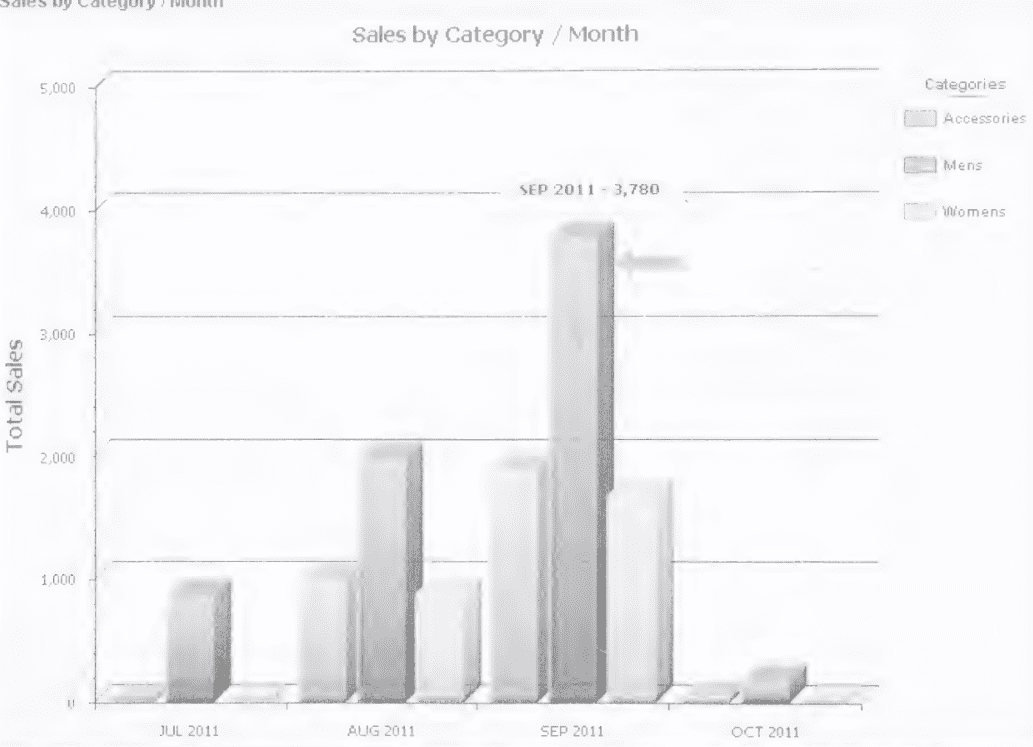 Sales by Category / Month
Sales by Category / Month
Categories
Accessories
Mens
Womens
SEP 2011 - 3,780
Total Sales
5,000
4,000
3,000
2,000
1,000
0
JUL 2011
AUG 2011
SEP 2011
OCT 2011